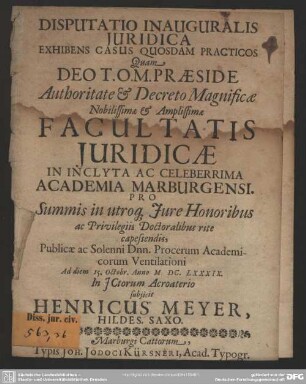 DISPUTATIO INAUGURALIS
JURIDICA
EXHIBENS CASUS QUOSDAM PRACTICOS
Quam
DEO T.O.M. PRÆSIDE
Authoritate & Decreto Magnificæ
Nobilissimæ & Amplissimæ
FACULTATIS
JURIDICÆ
IN INCLYTA AC CELEBERRIMA
ACADEMIA MARBURGENSI.
PRO
Summis in utroq; Jure Honoribus
ac Privilegiis Doctoralibus rite
capessendis,
Publicæ ac Solenni Dnn. Procerum Academi-
corum Ventilationi
Ad diem 15. Octobr. Anno M DC. LXXXIX.
In JCtorum Acroaterio
subjicit
HENRICUS MEYER,
HILDES. SAXO.
Diss. jur. civ.
563,26
Marburgi Cattorum,
Typis JOH. JODOCI KÜRSNERI, Acad. Typogr.